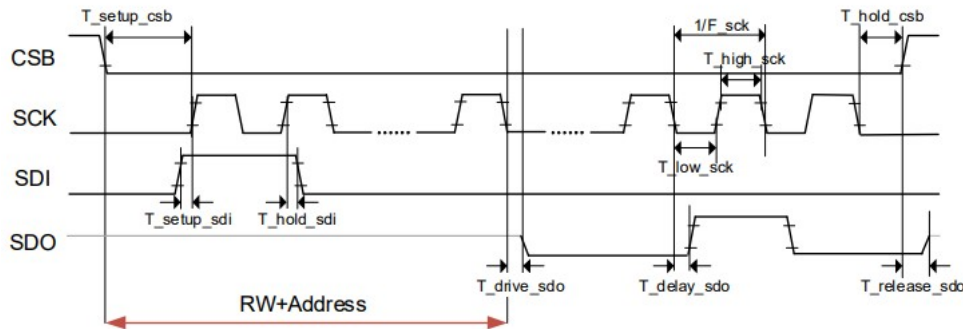 T_setup_csb
T_hold_csb
1/F_sck
CSB
T_high_sck
SCK
......
......
T_low_sck
SDI
T_setup_sdi
T_hold_sdi
SDO
T_drive_sdo
T_delay_sdo
T_release_sdo
RW+Address